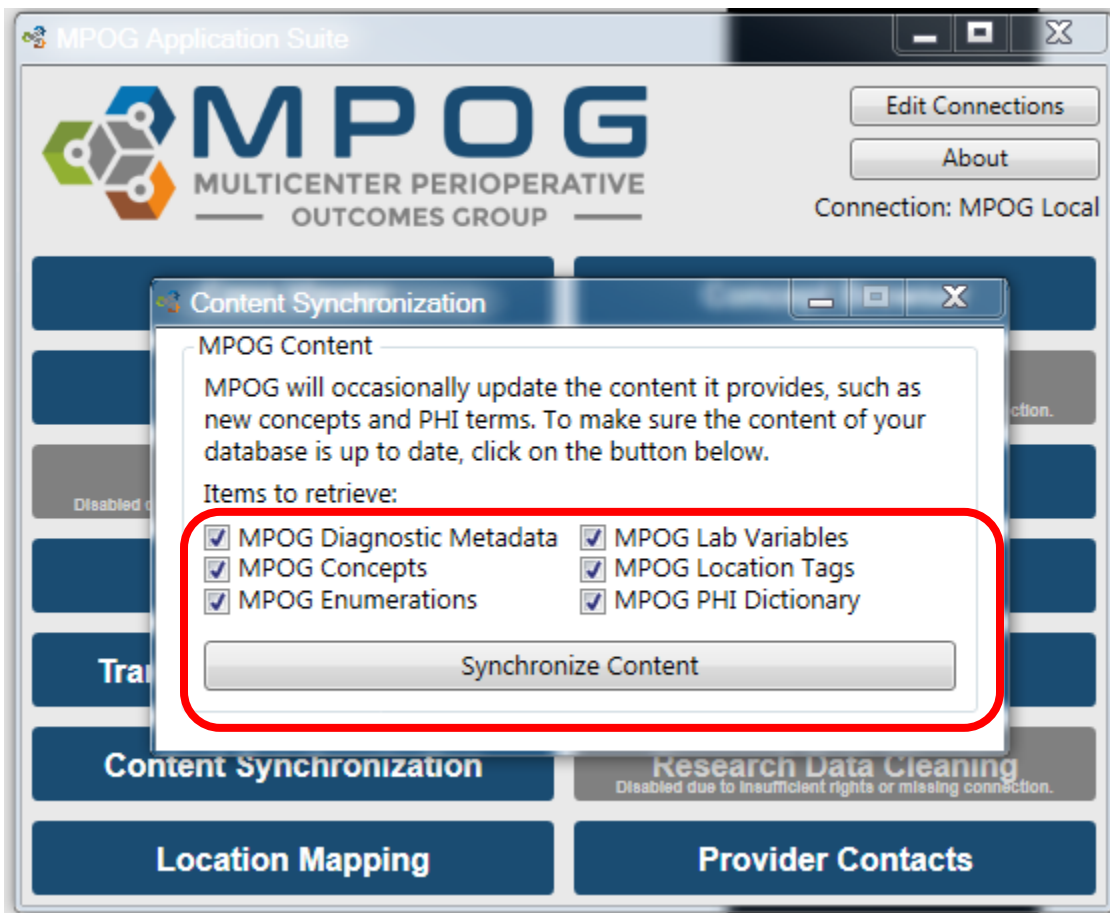 MPOG Application Suite
MPOG
MULTICENTER PERIOPERATIVE
OUTCOMES GROUP
Edit Connections
About
Connection: MPOG Local
Content Synchronization
MPOG Content
MPOG will occasionally update the content it provides, such as
new concepts and PHI terms. To make sure the content of your
database is up to date, click on the button below.
Items to retrieve:
MPOG Diagnostic Metadata
MPOG Lab Variables
MPOG Concepts
MPOG Location Tags
MPOG Enumerations
MPOG PHI Dictionary
Synchronize Content
ction.
Disabled
Tra
Content Synchronization
Research Data Cleaning
Disabled due to insufficient rights or missing connection.
Location Mapping
Provider Contacts